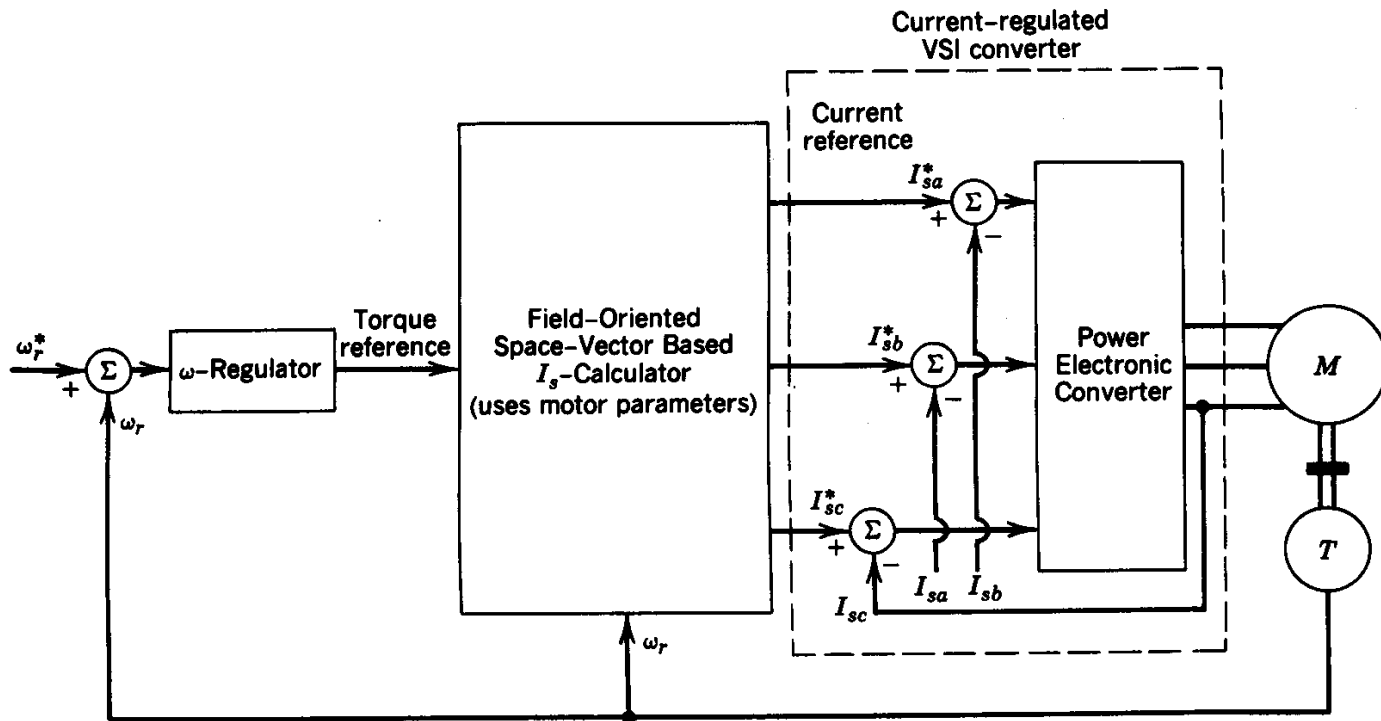 Current-regulated
VSI converter
Current
reference
I*sa
Σ
+
−
Torque
reference
Field-Oriented
Space-Vector Based
Is-Calculator
(uses motor parameters)
ω*r
Σ
+
ω-Regulator
ωr
I*sb
Σ
+
−
Power
Electronic
Converter
M
I*sc
Σ
+
−
T
Isa
Isb
Isc
ωr